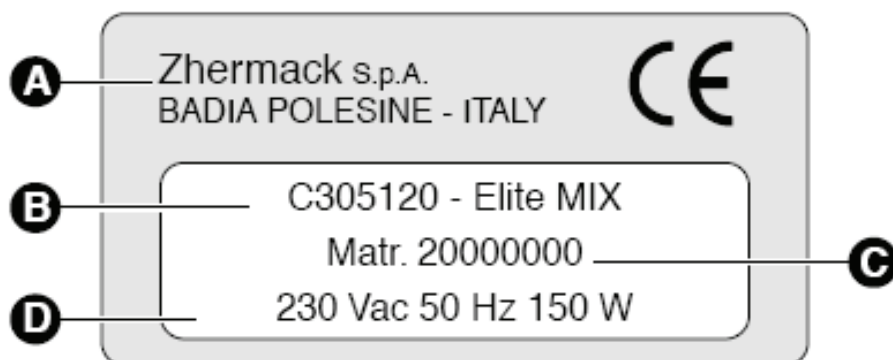 A
Zhermack S.p.A.
BADIA POLESINE - ITALY
CE
B
C305120 - Elite MIX
Matr. 20000000
C
D
230 Vac 50 Hz 150 W